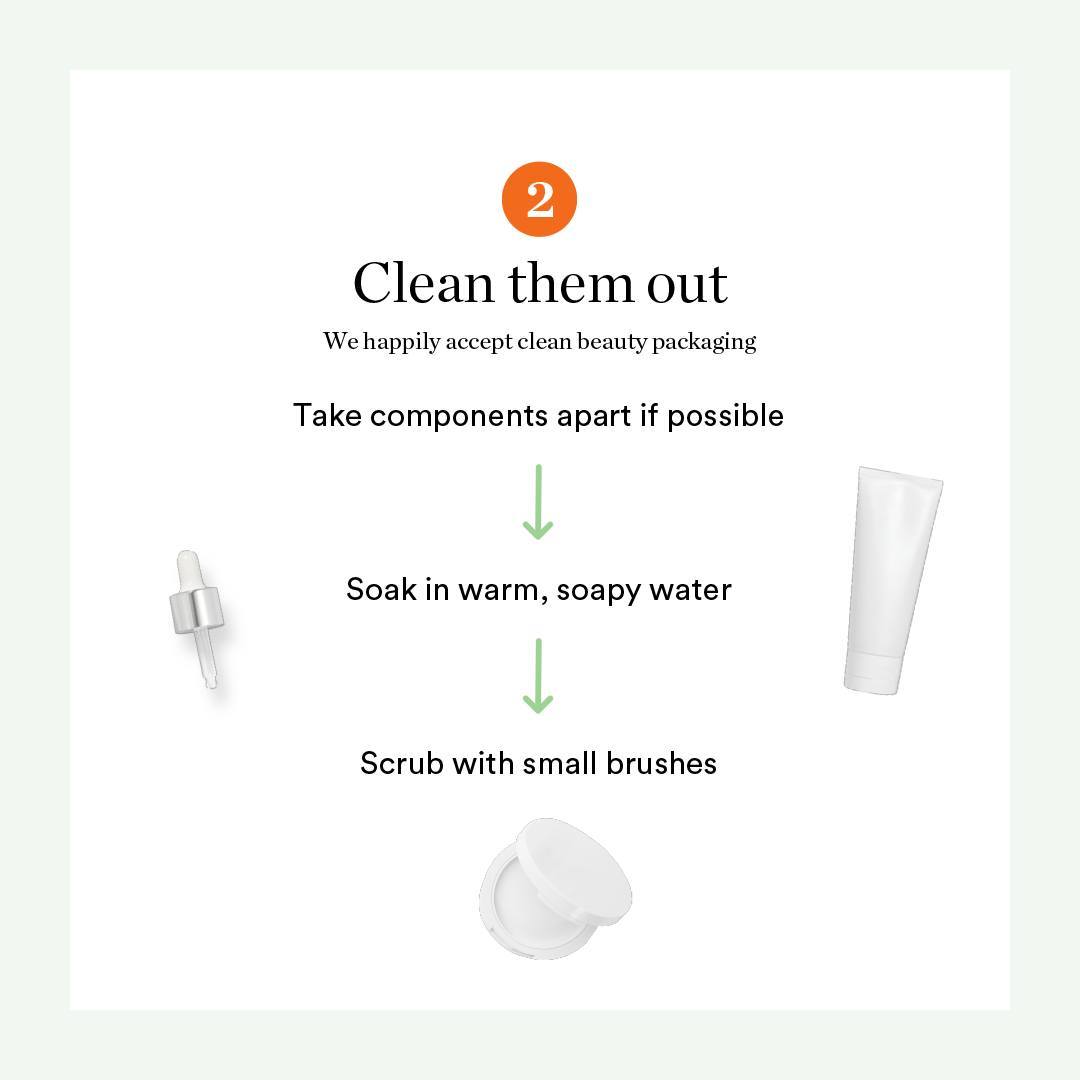 2
Clean them out
We happily accept clean beauty packaging
Take components apart if possible
Soak in warm, soapy water
Scrub with small brushes